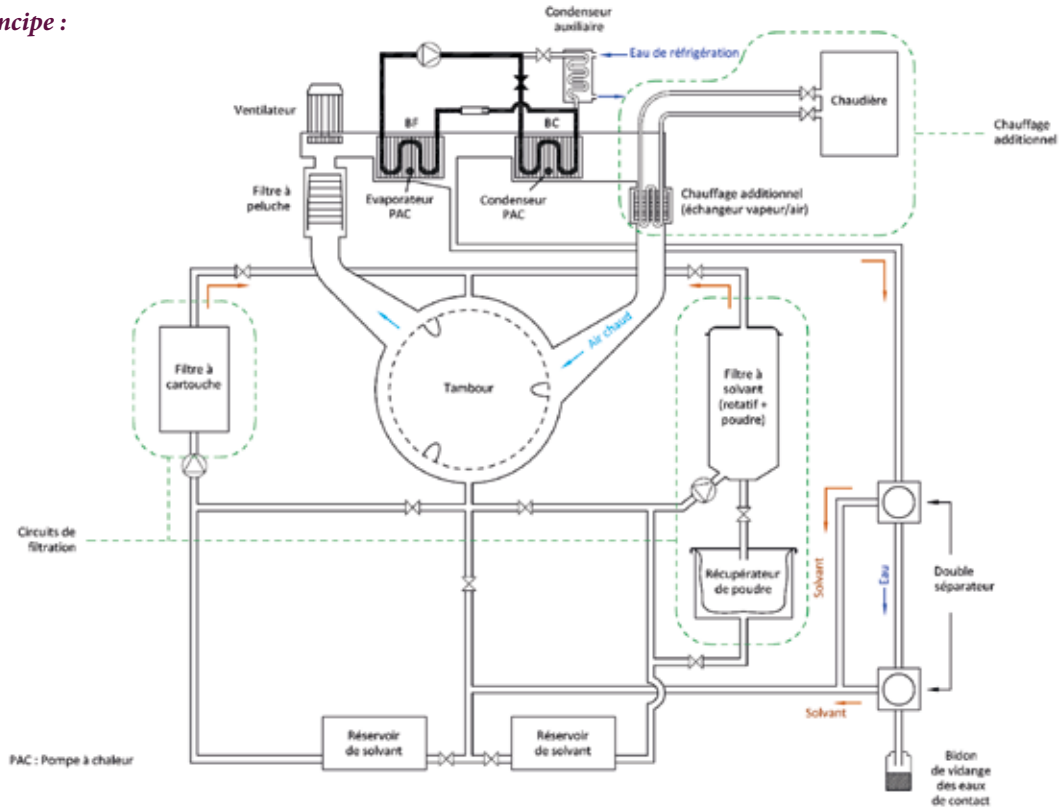 ncipe :
Condenseur
auxiliaire
Eau de réfrigération
Chaudière
Chauffage
additionnel
Ventilateur
BF
BC
Filtre à
peluche
Evaporateur
PAC
Condenseur
PAC
Chauffage additionnel
(échangeur vapeur/air)
Air chaud
Filtre à
cartouche
Tambour
Filtre à
solvant
(rotatif +
poudre)
Circuits de
filtration
Récupérateur
de poudre
Solvant
Eau
Double
séparateur
Solvant
Réservoir
de solvant
Réservoir
de solvant
PAC : Pompe à chaleur
Bidon
de vidange
des eaux
de contact